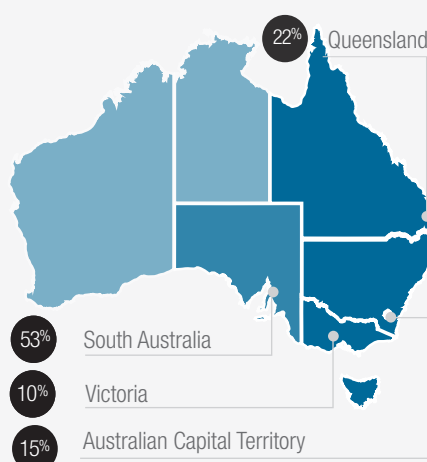 22% Queensland
53% South Australia
10% Victoria
15% Australian Capital Territory